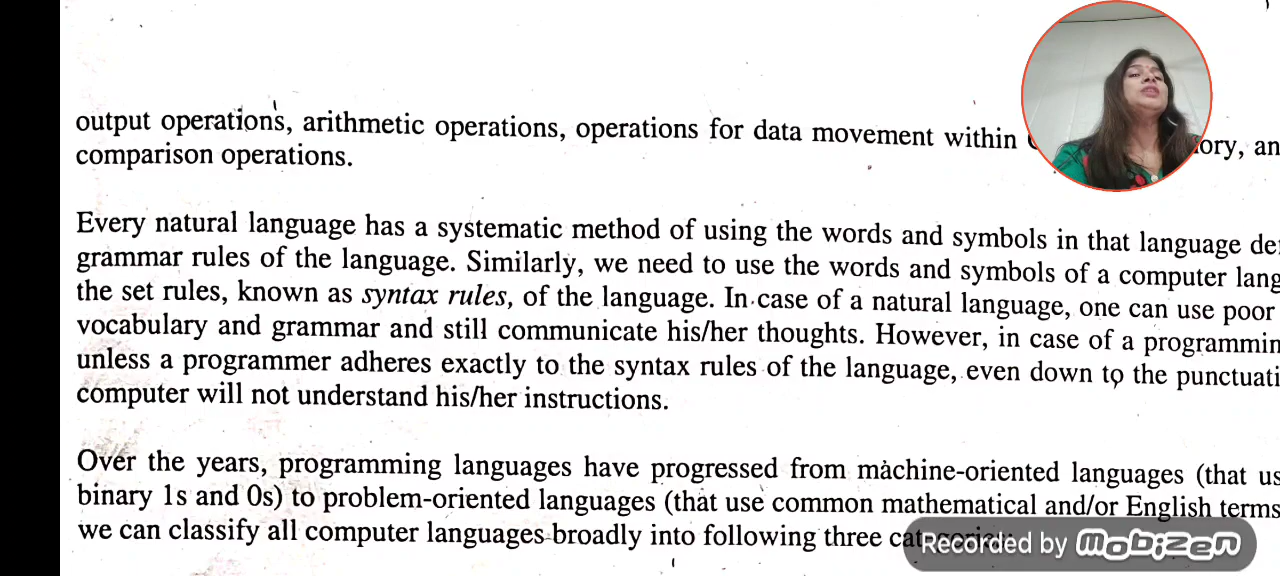 output operations, arithmetic operations, operations for data movement within
comparison operations.
Every natural language has a systematic method of using the words and symbols in that language
grammar rules of the language. Similarly, we need to use the words and symbols of a computer
the set rules, known as syntax rules, of the language. In case of a natural language, one can use poor
vocabulary and grammar and still communicate his/her thoughts. However, in case of a
unless a programmer adheres exactly to the syntax rules of the language, even down to the
computer will not understand his/her instructions.
Over the years, programming languages have progressed from machine-oriented languages (that
binary 1s and 0s) to problem-oriented languages (that use common mathematical and/or English terms
we can classify all computer languages broadly into following three
Recorded by mobizen